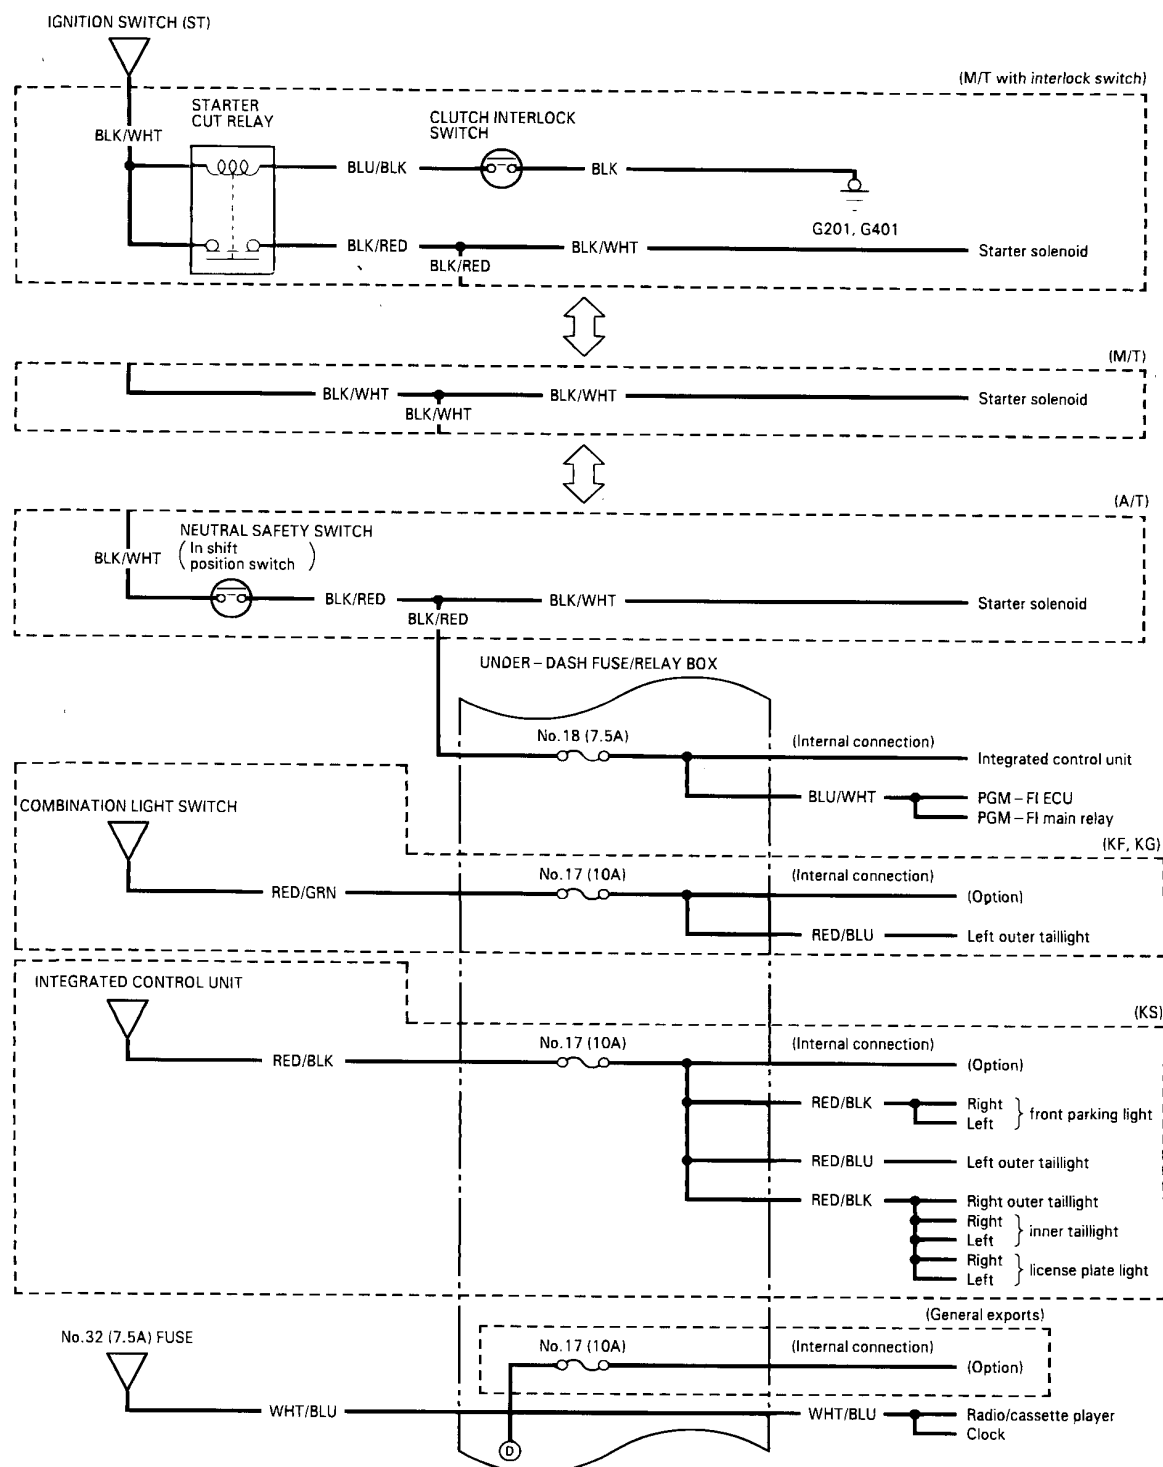 IGNITION SWITCH (ST)
(M/T with interlock switch)
STARTER
CUT RELAY
CLUTCH INTERLOCK
SWITCH
BLK/WHT
BLU/BLK
BLK
G201, G401
BLK/RED
BLK/WHT
Starter solenoid
BLK/RED
(M/T)
BLK/WHT
BLK/WHT
Starter solenoid
BLK/WHT
(A/T)
NEUTRAL SAFETY SWITCH
(In shift
position switch)
BLK/WHT
BLK/RED
BLK/WHT
Starter solenoid
BLK/RED
UNDER–DASH FUSE/RELAY BOX
No.18 (7.5A)
(Internal connection)
Integrated control unit
BLU/WHT
PGM–FI ECU
PGM–FI main relay
COMBINATION LIGHT SWITCH
(KF, KG)
No.17 (10A)
(Internal connection)
RED/GRN
(Option)
RED/BLU
Left outer taillight
INTEGRATED CONTROL UNIT
(KS)
No.17 (10A)
(Internal connection)
RED/BLK
(Option)
RED/BLK
Right
Left
front parking light
RED/BLU
Left outer taillight
RED/BLK
Right outer taillight
Right
Left
inner taillight
Right
Left
license plate light
(General exports)
No.32 (7.5A) FUSE
No.17 (10A)
(Internal connection)
(Option)
WHT/BLU
WHT/BLU
Radio/cassette player
Clock
D